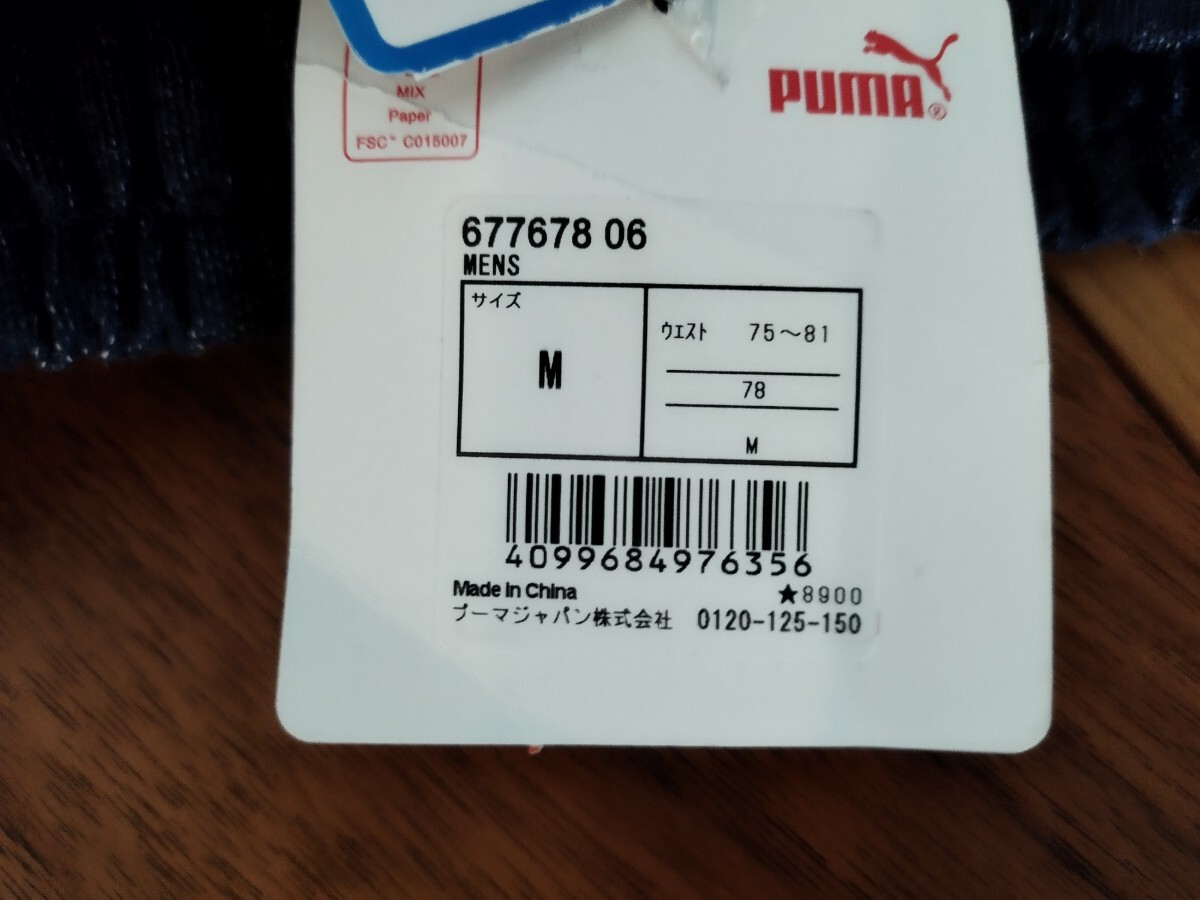 MIX
Paper
FSC™ C015007
PUMA®
677678 06
MENS
サイズ
M
ウエスト 75〜81
78
M
4099684976356
Made in China ★8900
プーマジャパン株式会社 0120-125-150